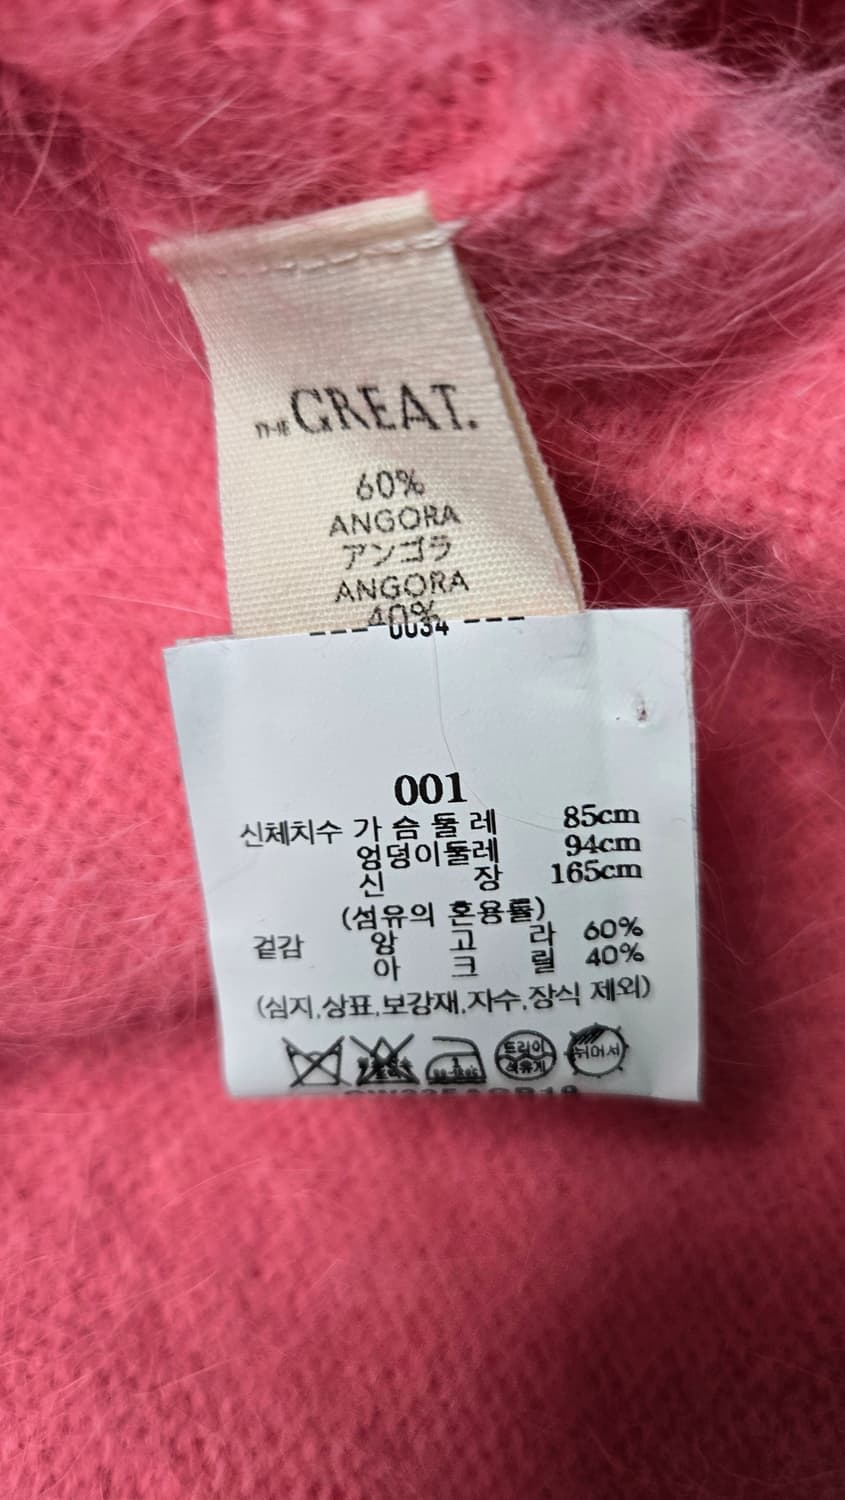 THE GREAT.
60%
ANGORA
アンゴラ
ANGORA
40%
--- 0034 ---
001
신체치수 가슴둘레 85cm
엉덩이둘레 94cm
신장 165cm
(섬유의 혼용률)
겉감 앙고라 60%
아크릴 40%
(심지,상표,보강재,자수,장식 제외)
드라이 석유계 뉘어서